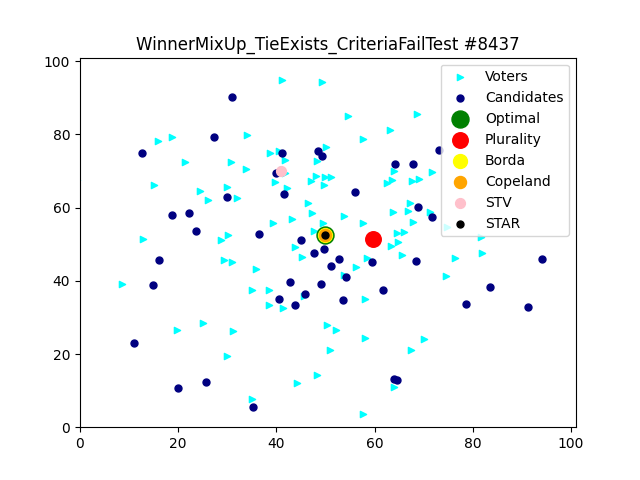 WinnerMixUp_TieExists_CriteriaFailTest #8437
100
80
60
40
20
0
0
20
40
60
80
100
Voters
Candidates
Optimal
Plurality
Borda
Copeland
STV
STAR